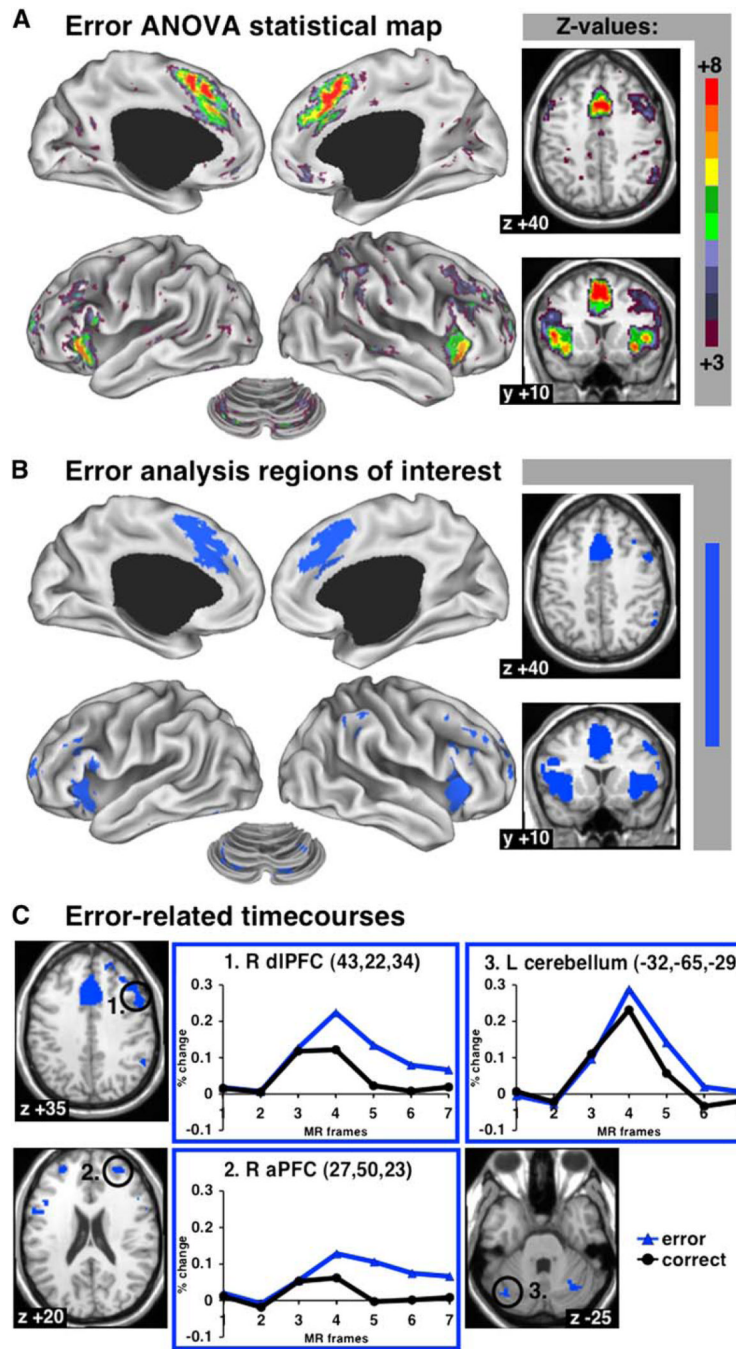 A Error ANOVA statistical map
Z-values:
+8
z +40
+3
y +10
B Error analysis regions of interest
z +40
y +10
C Error-related timecourses
1.
z +35
1. R dlPFC (43,22,34)
0.3
0.2
0.1
0
-0.1
% change
1 2 3 4 5 6 7
MR frames
3. L cerebellum (-32,-65,-29
0.3
0.2
0.1
0
-0.1
% change
1 2 3 4 5 6
MR frames
2.
z +20
2. R aPFC (27,50,23)
0.3
0.2
0.1
0
-0.1
% change
1 2 3 4 5 6 7
MR frames
3.
z -25
error
correct